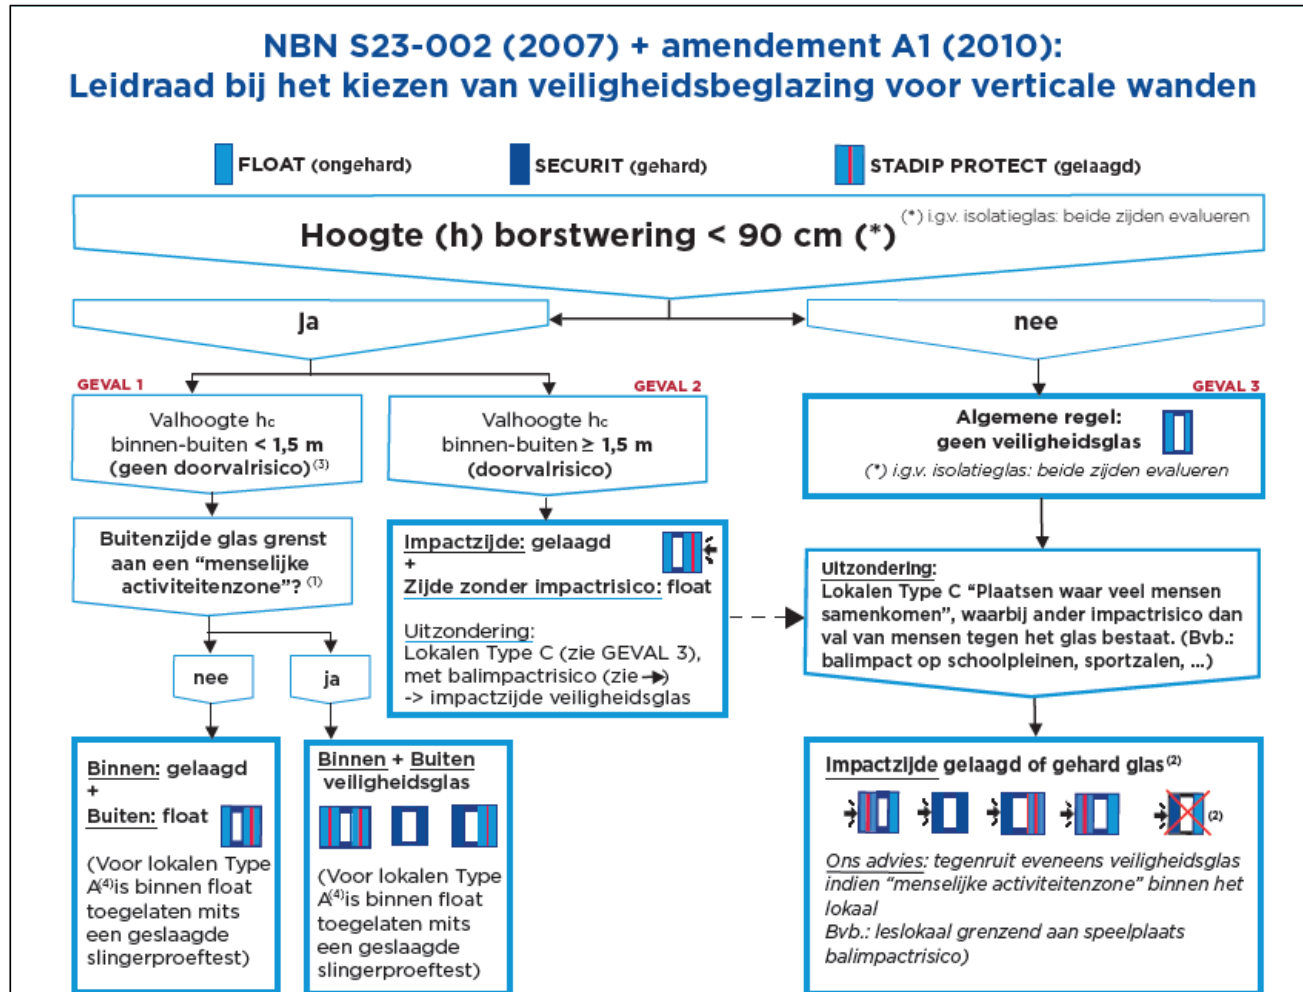 NBN S23-002 (2007) + amendement A1 (2010):
Leidraad bij het kiezen van veiligheidsbeglazing voor verticale wanden
FLOAT (ongehard)
SECURIT (gehard)
STADIP PROTECT (gelaagd)
Hoogte (h) borstwering < 90 cm (*)
(*) i.g.v. isolatieglas: beide zijden evalueren
Ja
nee
GEVAL 1
Valhoogte hc
binnen-buiten < 1,5 m
(geen doorvalrisico)(3)
GEVAL 2
Valhoogte hc
binnen-buiten ≥ 1,5 m
(doorvalrisico)
GEVAL 3
Algemene regel:
geen veiligheidsglas
(*) i.g.v. isolatieglas: beide zijden evalueren
Buitenzijde glas grenst
aan een “menselijke
activiteitenzone”? (1)
nee
ja
Impactzijde: gelaagd
+
Zijde zonder impactrisico: float
Uitzondering:
Lokalen Type C (zie GEVAL 3),
met balimpactrisico (zie →)
-> impactzijde veiligheidsglas
Uitzondering:
Lokalen Type C “Plaatsen waar veel mensen
samenkomen”, waarbij ander impactrisico dan
val van mensen tegen het glas bestaat. (Bvb.:
balimpact op schoolpleinen, sportzalen, ...)
Binnen: gelaagd
+
Buiten: float
(Voor lokalen Type
A(4)is binnen float
toegelaten mits
een geslaagde
slingerproeftest)
Binnen + Buiten
veiligheidsglas
(Voor lokalen Type
A(4)is binnen float
toegelaten mits
een geslaagde
slingerproeftest)
Impactzijde gelaagd of gehard glas(2)
(2)
Ons advies: tegenruit eveneens veiligheidsglas
indien “menselijke activiteitenzone” binnen het
lokaal
Bvb.: leslokaal grenzend aan speelplaats
balimpactrisico)